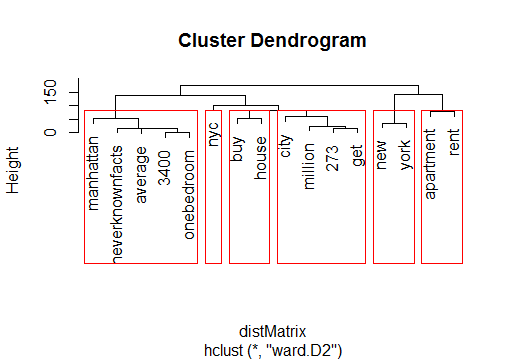 Cluster Dendrogram
Height
150
0
manhattan
neverknownfacts
average
3400
onebedroom
nyc
buy
house
city
million
273
get
new
york
apartment
rent
distMatrix
hclust (*, "ward.D2")